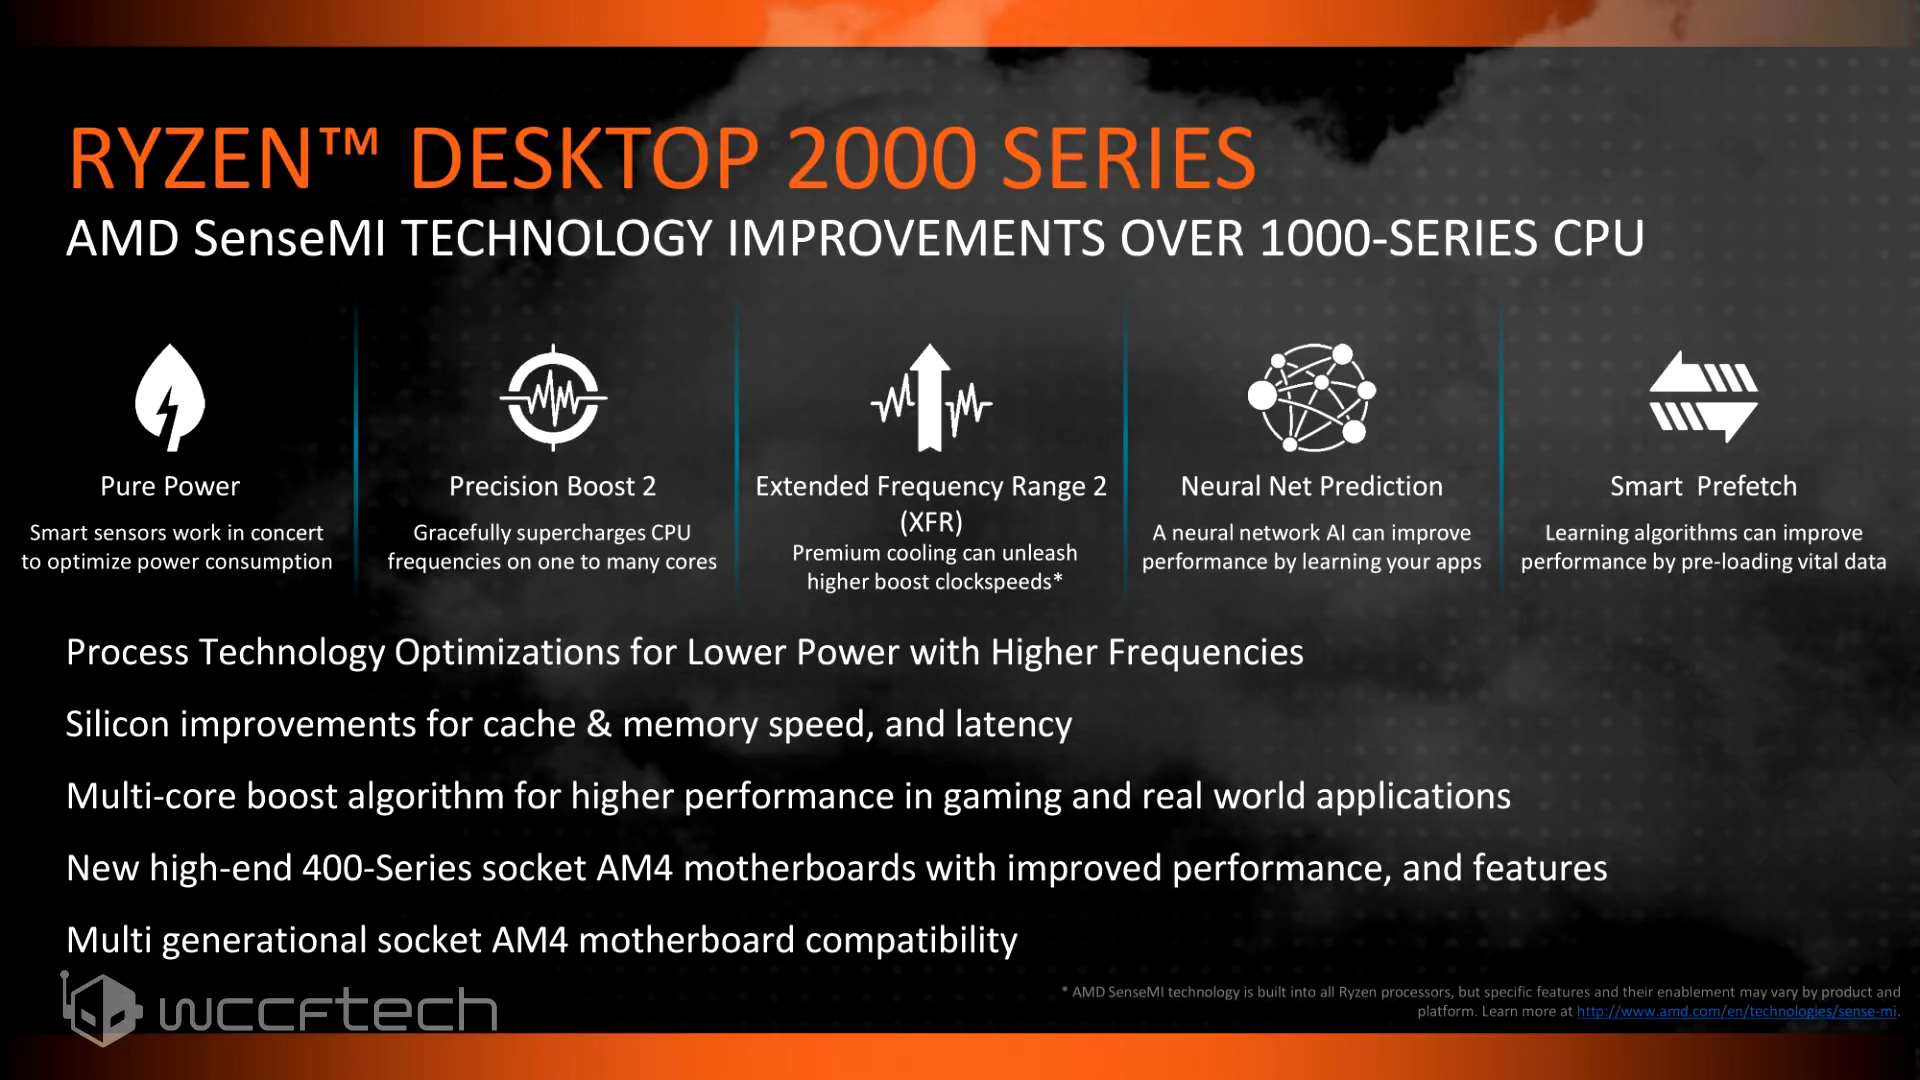 RYZEN™ DESKTOP 2000 SERIES
AMD SenseMI TECHNOLOGY IMPROVEMENTS OVER 1000-SERIES CPU
Pure Power
Smart sensors work in concert
to optimize power consumption
Precision Boost 2
Gracefully supercharges CPU
frequencies on one to many cores
Extended Frequency Range 2
(XFR)
Premium cooling can unleash
higher boost clockspeeds*
Neural Net Prediction
A neural network AI can improve
performance by learning your apps
Smart Prefetch
Learning algorithms can improve
performance by pre-loading vital data
Process Technology Optimizations for Lower Power with Higher Frequencies
Silicon improvements for cache & memory speed, and latency
Multi-core boost algorithm for higher performance in gaming and real world applications
New high-end 400-Series socket AM4 motherboards with improved performance, and features
Multi generational socket AM4 motherboard compatibility
wccftech
* AMD SenseMI technology is built into all Ryzen processors, but specific features and their enablement may vary by product and
platform. Learn more at http://www.amd.com/en/technologies/sense-mi.